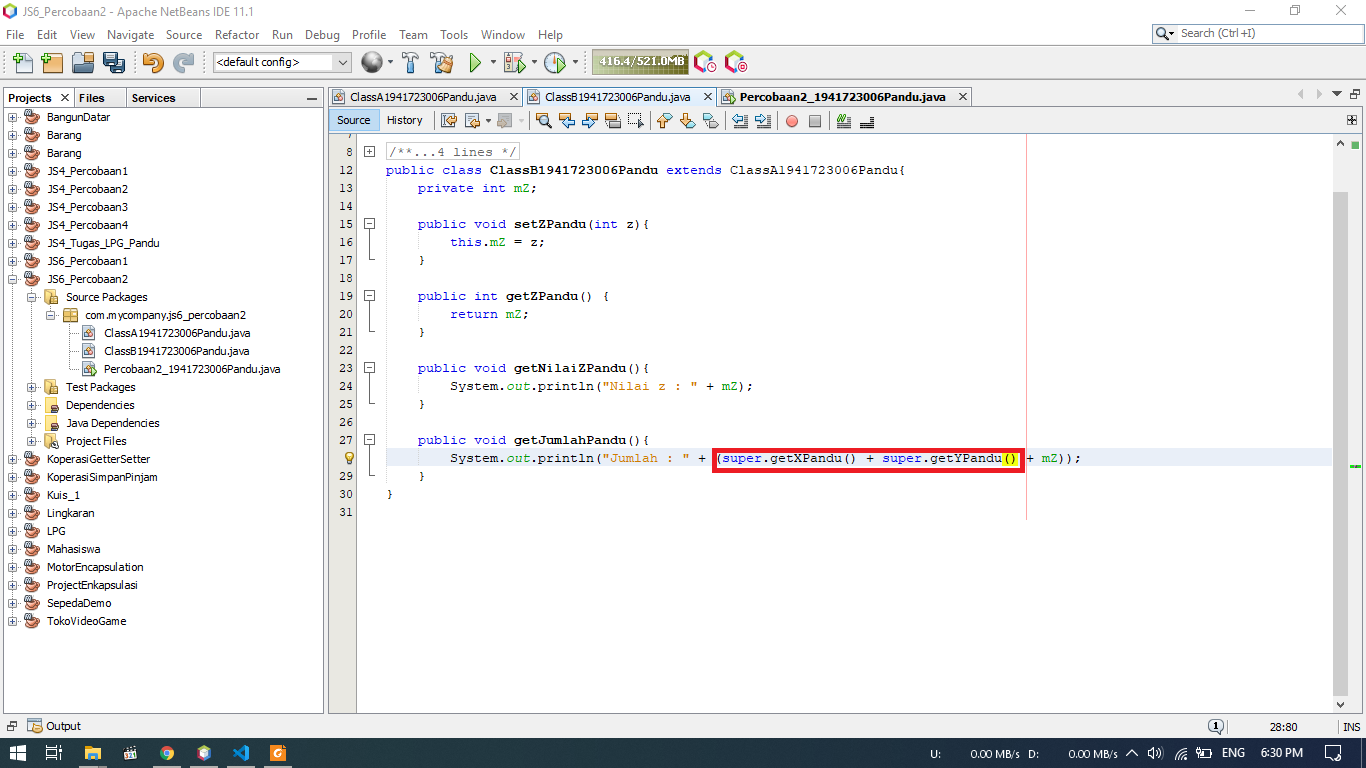 JS6_Percobaan2 - Apache NetBeans IDE 11.1
File Edit View Navigate Source Refactor Run Debug Profile Team Tools Window Help
Search (Ctrl+I)
<default config>
416.4/521.0MB
Projects Files Services
BangunDatar
Barang
Barang
JS4_Percobaan1
JS4_Percobaan2
JS4_Percobaan3
JS4_Percobaan4
JS4_Tugas_LPG_Pandu
JS6_Percobaan1
JS6_Percobaan2
Source Packages
com.mycompany.js6_percobaan2
ClassA1941723006Pandu.java
ClassB1941723006Pandu.java
Percobaan2_1941723006Pandu.java
Test Packages
Dependencies
Java Dependencies
Project Files
KoperasiGetterSetter
KoperasiSimpanPinjam
Kuis_1
Lingkaran
LPG
Mahasiswa
MotorEncapsulation
ProjectEnkapsulasi
SepedaDemo
TokoVideoGame
ClassA1941723006Pandu.java ClassB1941723006Pandu.java Percobaan2_1941723006Pandu.java
Source History
7
8 /**...4 lines */
12 public class ClassB1941723006Pandu extends ClassA1941723006Pandu{
13 private int mZ;
14
15 public void setZPandu(int z){
16 this.mZ = z;
17 }
18
19 public int getZPandu() {
20 return mZ;
21 }
22
23 public void getNilaiZPandu(){
24 System.out.println("Nilai z : " + mZ);
25 }
26
27 public void getJumlahPandu(){
System.out.println("Jumlah : " + (super.getXPandu() + super.getYPandu() + mZ));
29 }
30 }
31
Output
1 28:80 INS
U: 0.00 MB/s D: 0.00 MB/s ENG 6:30 PM